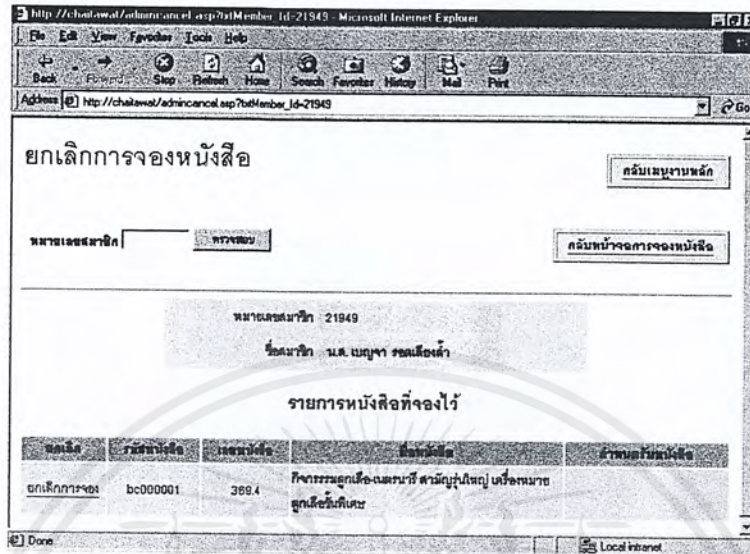 http://chaitawat/admincancel.asp?txtMember_Id=21949 - Microsoft Internet Explorer
File Edit View Favorites Tools Help
Back Forward Stop Refresh Home Search Favorites History Mail Print
Address http://chaitawat/admincancel.asp?txtMember_Id=21949 Go
ยกเลิกการจองหนังสือ
กลับเมนูงานหลัก
หมายเลขสมาชิก ตรวจสอบ
กลับหน้าจอการจองหนังสือ
หมายเลขสมาชิก 21949
ชื่อสมาชิก น.ส. เบญจา รอดเลี้ยงล้ำ
รายการหนังสือที่จองไว้
ยกเลิก รหัสหนังสือ เลขหนังสือ ชื่อหนังสือ กำหนดรับหนังสือ
ยกเลิกการจอง bc000001 369.4 กิจกรรมลูกเสือ-เนตรนารี สามัญรุ่นใหญ่ เครื่องหมาย
ลูกเสือชั้นพิเศษ
Done Local intranet